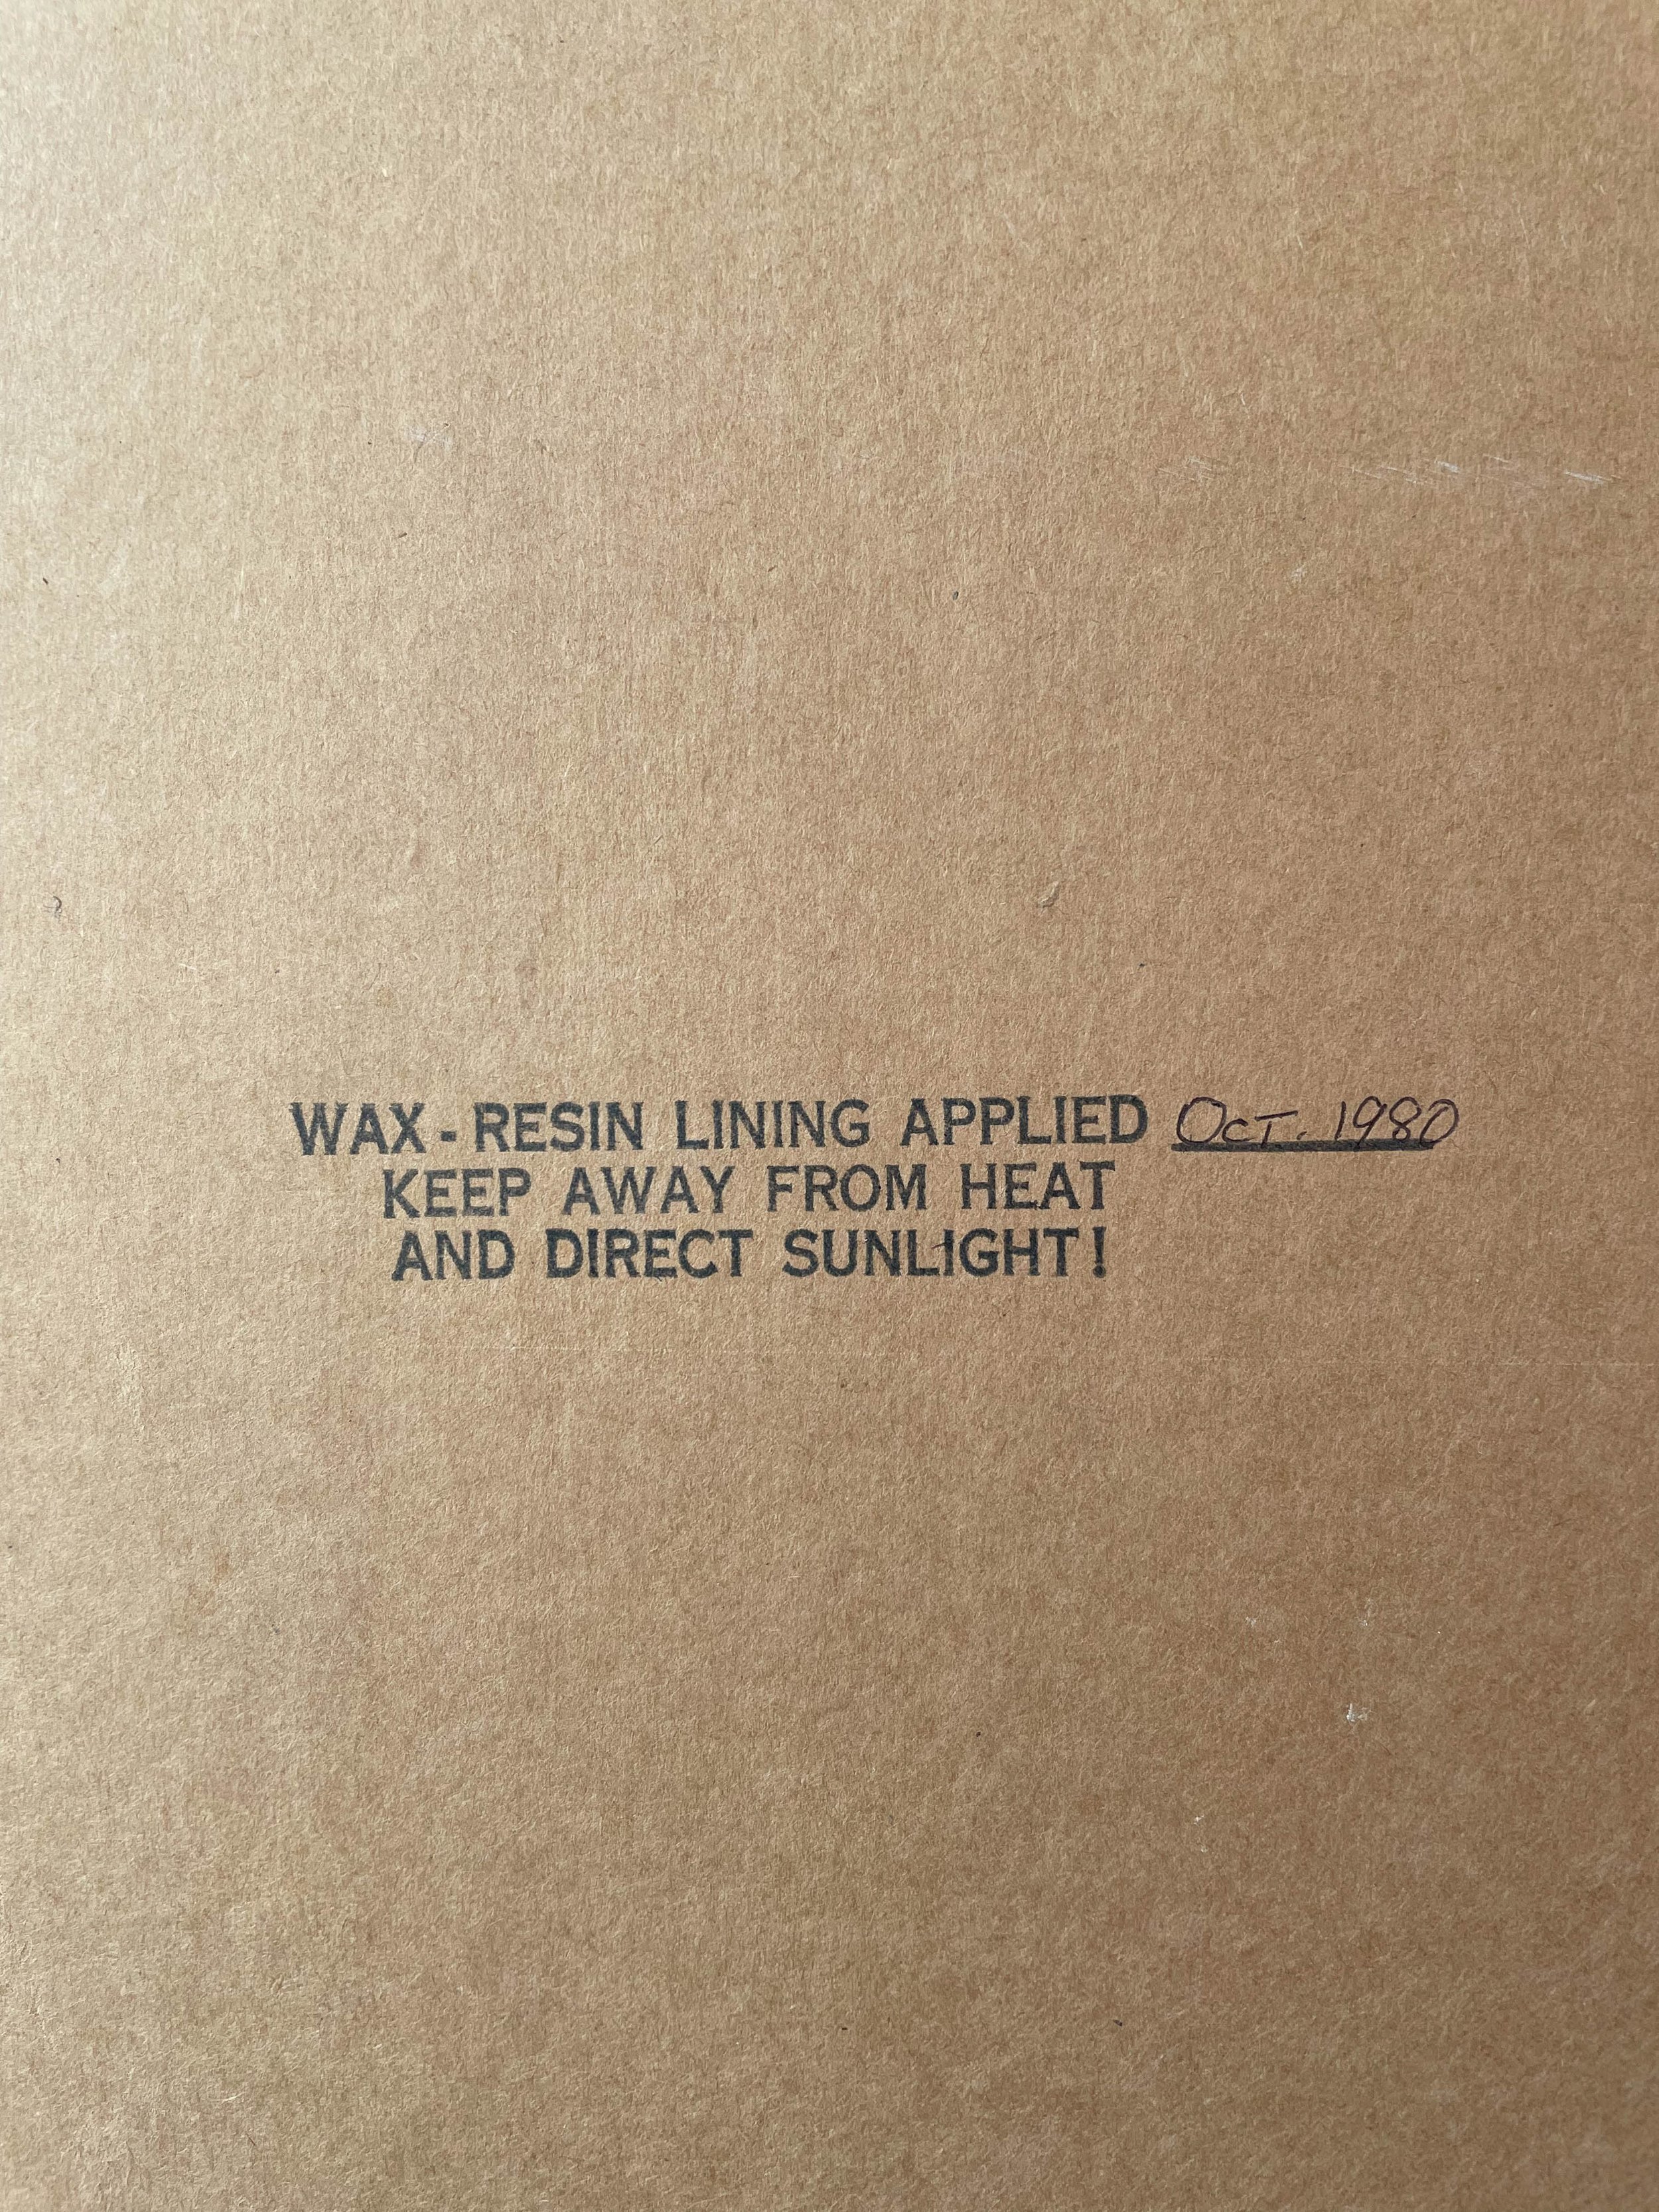 WAX-RESIN LINING APPLIED Oct. 1980
KEEP AWAY FROM HEAT
AND DIRECT SUNLIGHT!